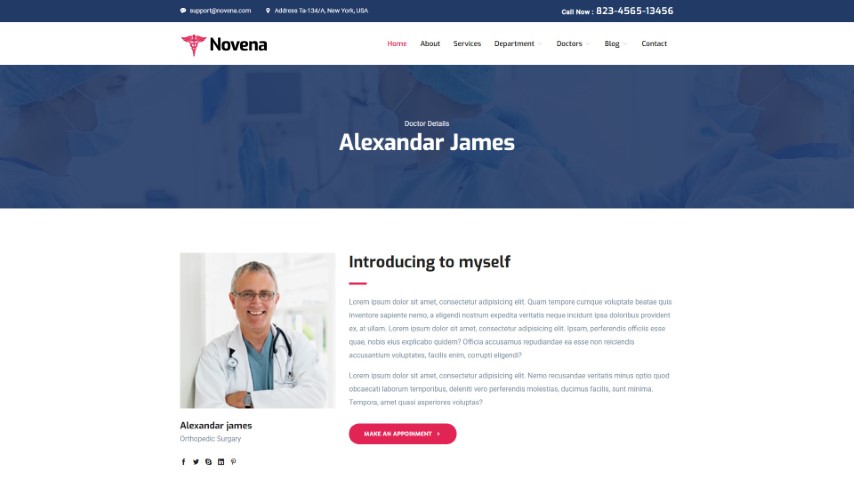 support@novena.com Address Ta-134/A, New York, USA Call Now : 823-4565-13456
Novena Home About Services Department Doctors Blog Contact
Doctor Details
Alexandar James
Introducing to myself
Lorem ipsum dolor sit amet, consectetur adipisicing elit. Quam tempore cumque voluptate beatae quis
inventore sapiente nemo, a eligendi nostrum expedita veritatis neque incidunt ipsa doloribus provident
ex, at ullam. Lorem ipsum dolor sit amet, consectetur adipisicing elit. Ipsam, perferendis officiis esse
quae, nobis eius explicabo quidem? Officia accusamus repudiandae ea esse non reiciendis
accusantium voluptates, facilis enim, corrupti eligendi?
Lorem ipsum dolor sit amet, consectetur adipisicing elit. Nemo recusandae veritatis minus optio quod
obcaecati laborum temporibus, deleniti vero perferendis molestias, ducimus facilis, sunt minima.
Tempora, amet quasi asperiores voluptas?
MAKE AN APPOINMENT
Alexandar james
Orthopedic Surgary